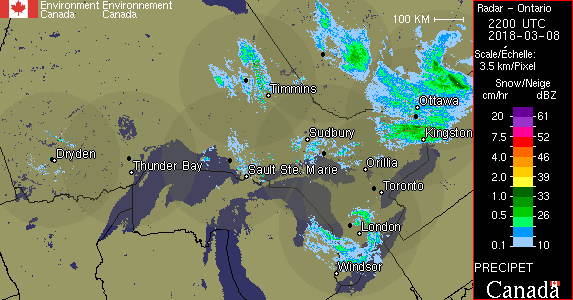 Environment Environnement
Canada Canada
100 KM
Radar - Ontario
2200 UTC
2018-03-08
Scale/Échelle:
3.5 km/Pixel
Snow/Neige
cm/hr dBZ
20 61
7.5 52
4.0 46
2.0 39
1.0 33
0.5 26
0.1 10
PRECIPET
Canada
Timmins
Ottawa
Kingston
Sudbury
Dryden
Thunder Bay
Sault Ste. Marie
Orillia
Toronto
London
Windsor